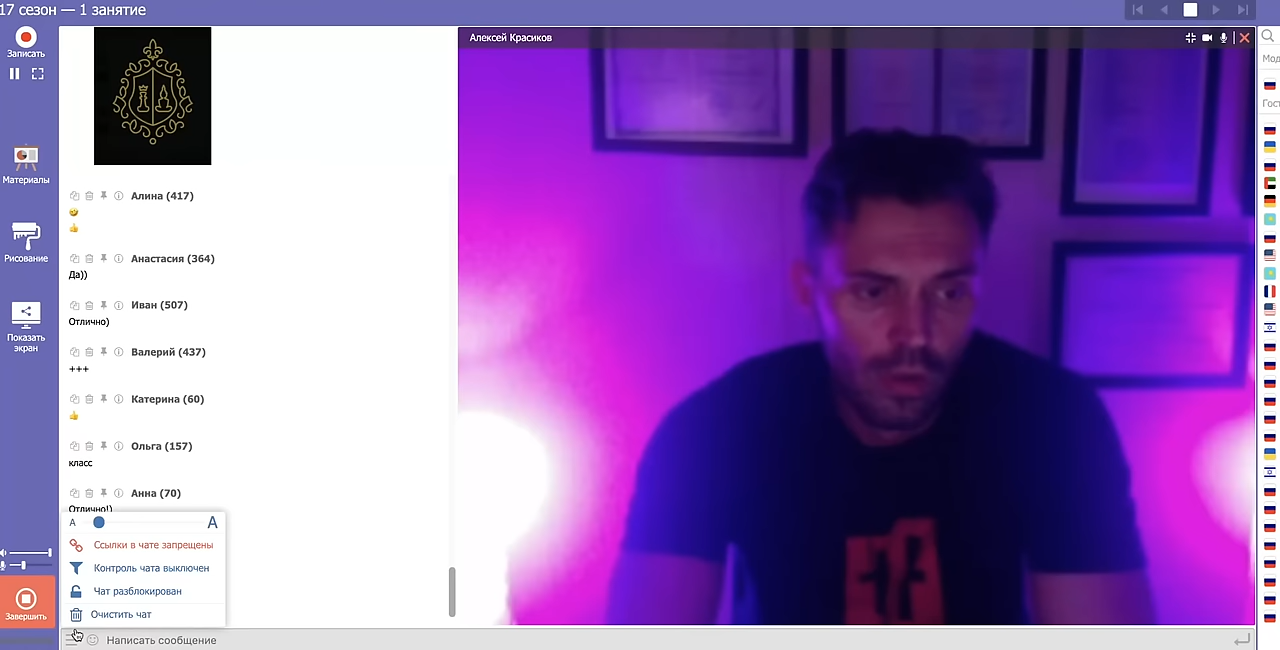 17 сезон — 1 занятие
Записать
Материалы
Рисование
Показать
экран
Завершить
Алина (417)
Анастасия (364)
Да))
Иван (507)
Отлично)
Валерий (437)
+++
Катерина (60)
Ольга (157)
класс
Анна (70)
Отлично!)
A A
Ссылки в чате запрещены
Контроль чата выключен
Чат разблокирован
Очистить чат
Написать сообщение
Алексей Красиков
Мод
Гост